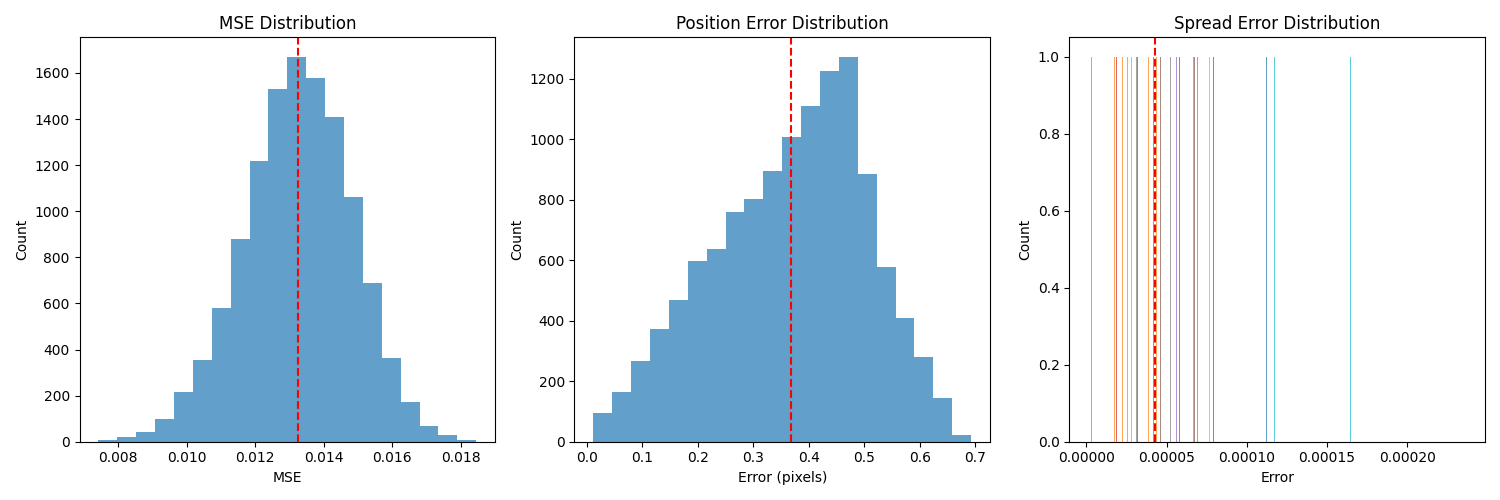 MSE Distribution
Count
1600
1400
1200
1000
800
600
400
200
0
0.008 0.010 0.012 0.014 0.016 0.018
MSE
Position Error Distribution
Count
1200
1000
800
600
400
200
0
0.0 0.1 0.2 0.3 0.4 0.5 0.6 0.7
Error (pixels)
Spread Error Distribution
Count
1.0
0.8
0.6
0.4
0.2
0.0
0.00000 0.00005 0.00010 0.00015 0.00020
Error